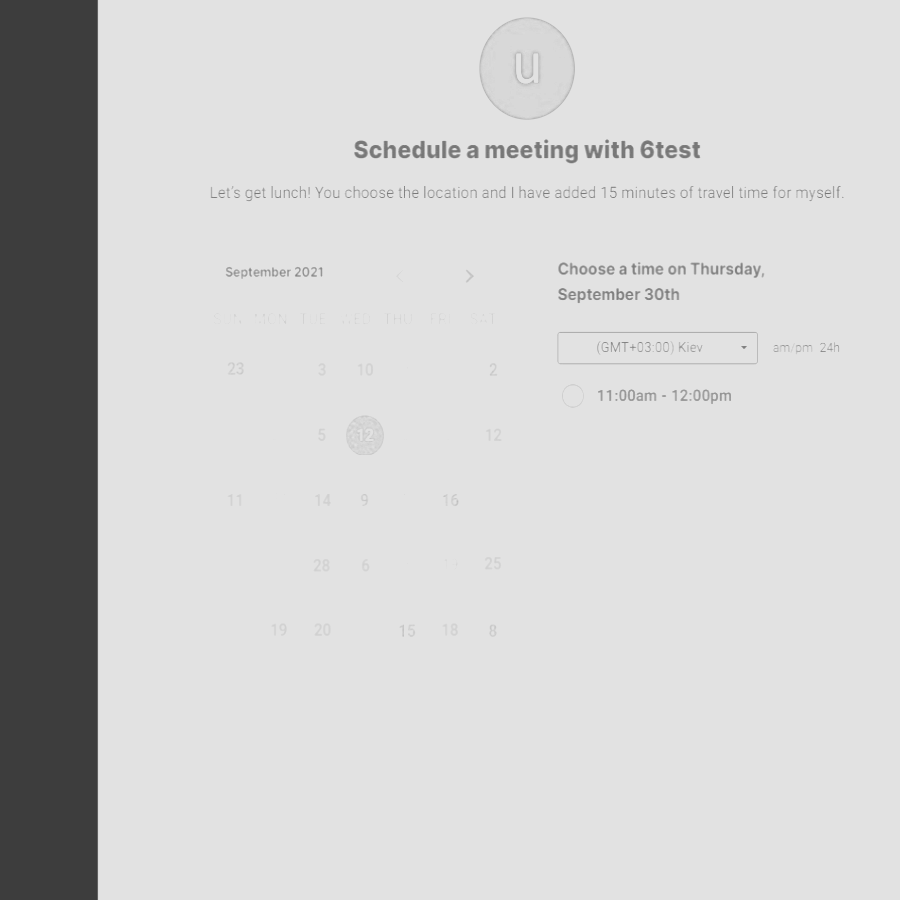 u
Schedule a meeting with 6test
Let's get lunch! You choose the location and I have added 15 minutes of travel time for myself.
September 2021
SUN MON TUE WED THU FRI SAT
23 3 10 2
5 12 12
11 14 9 16
28 6 25
19 20 15 18 8
Choose a time on Thursday,
September 30th
(GMT+03:00) Kiev am/pm 24h
11:00am - 12:00pm